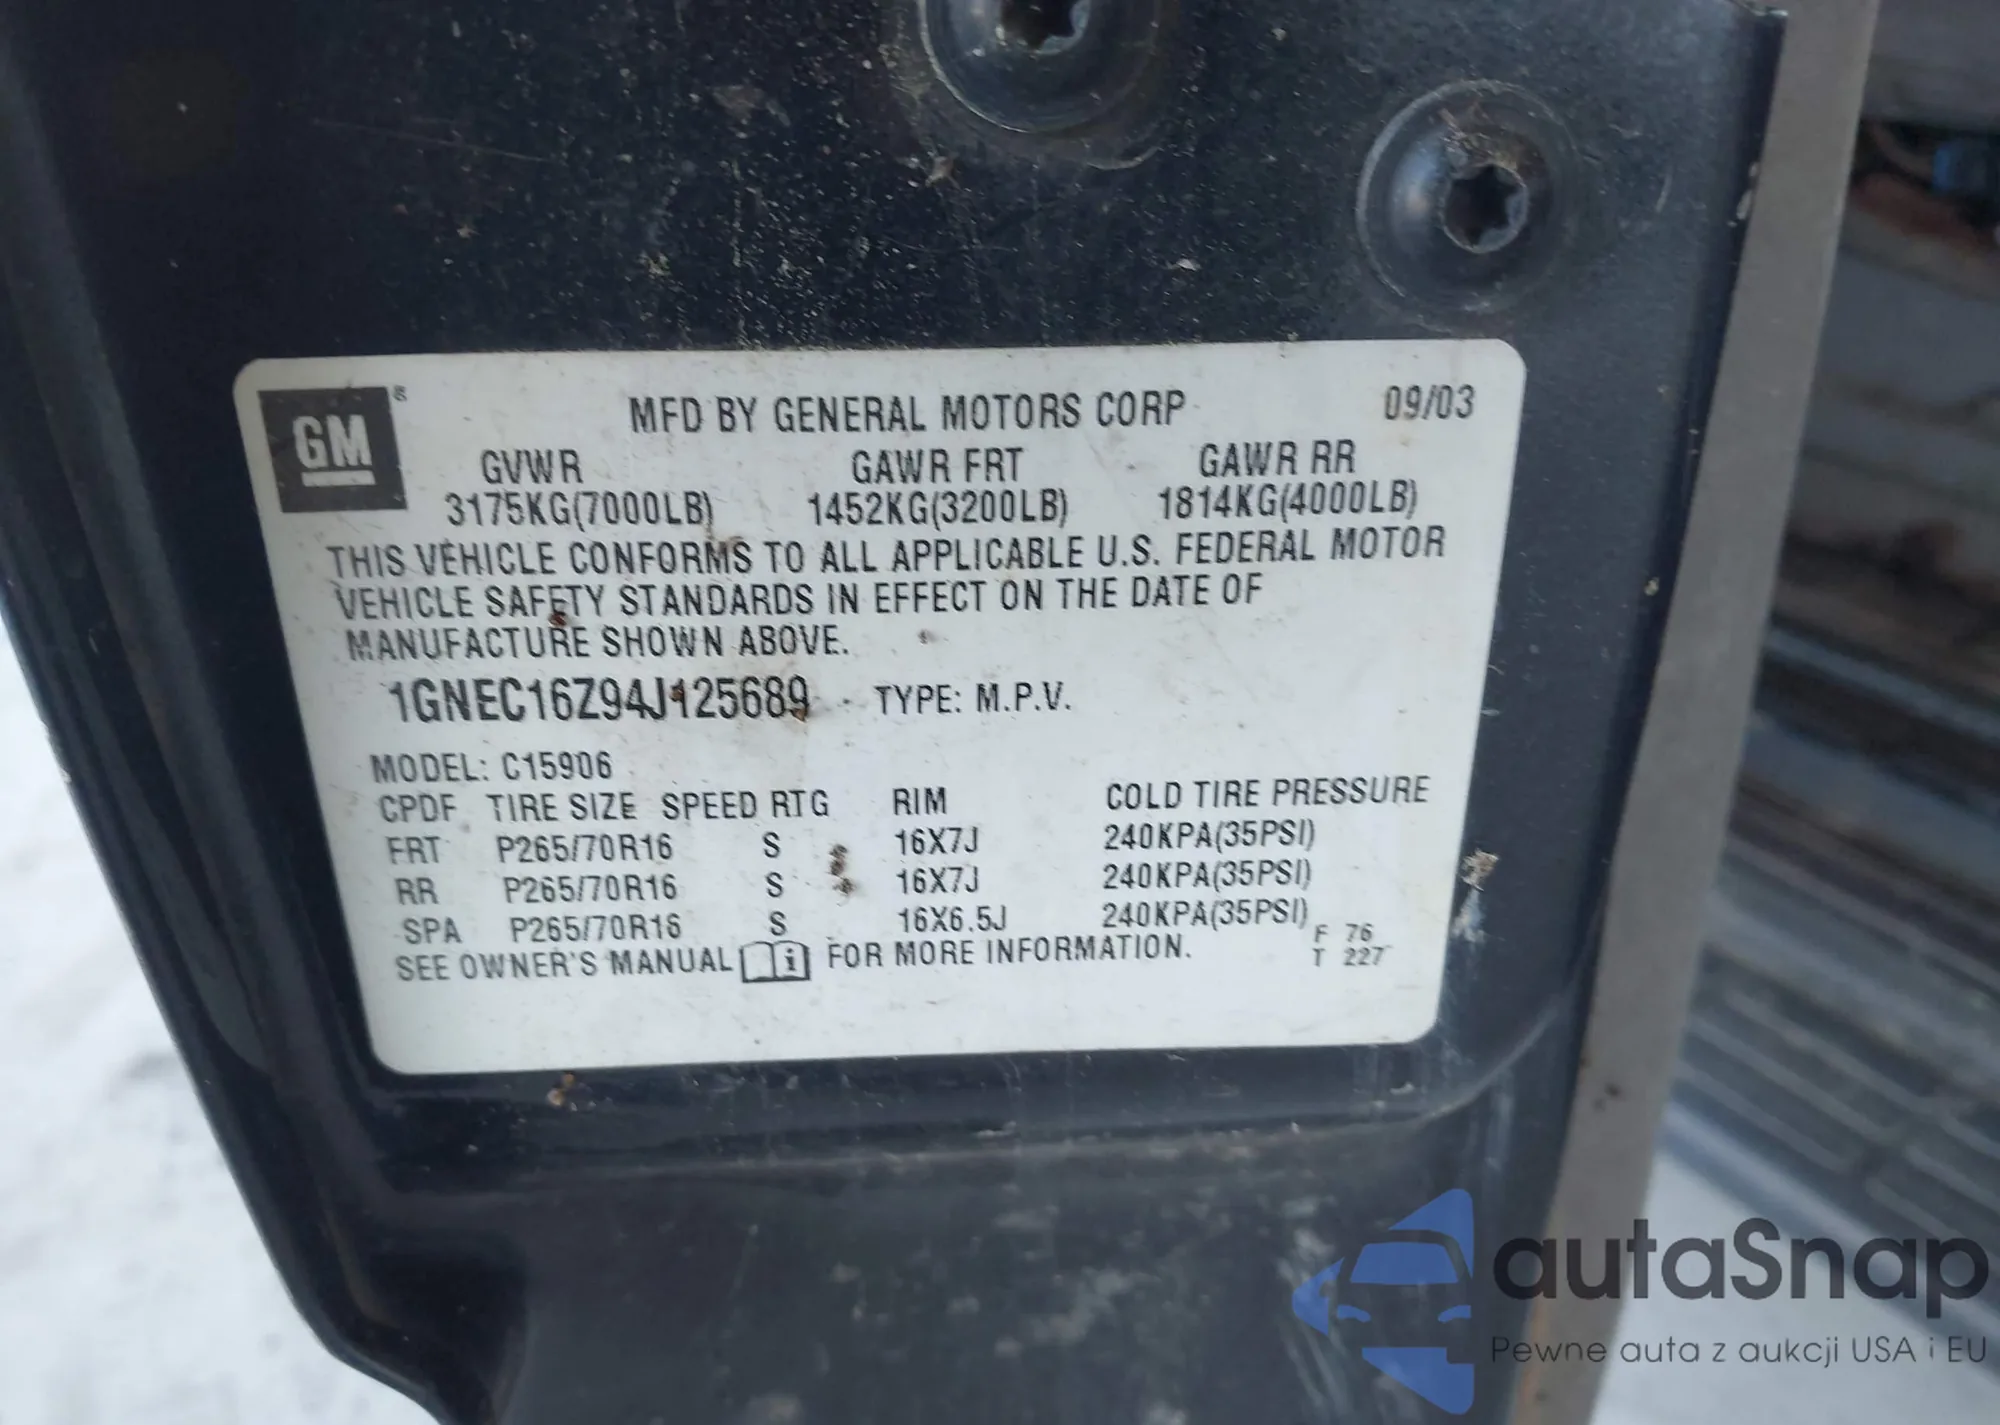 GM ®
MFD BY GENERAL MOTORS CORP 09/03
GVWR GAWR FRT GAWR RR
3175KG(7000LB) 1452KG(3200LB) 1814KG(4000LB)
THIS VEHICLE CONFORMS TO ALL APPLICABLE U.S. FEDERAL MOTOR
VEHICLE SAFETY STANDARDS IN EFFECT ON THE DATE OF
MANUFACTURE SHOWN ABOVE.
1GNEC16Z94J125689 TYPE: M.P.V.
MODEL: C15906
CPDF TIRE SIZE SPEED RTG RIM COLD TIRE PRESSURE
FRT P265/70R16 S 16X7J 240KPA(35PSI)
RR P265/70R16 S 16X7J 240KPA(35PSI)
SPA P265/70R16 S 16X6.5J 240KPA(35PSI)
F 76
SEE OWNER'S MANUAL i FOR MORE INFORMATION. T 227
autaSnap
Pewne auta z aukcji USA i EU